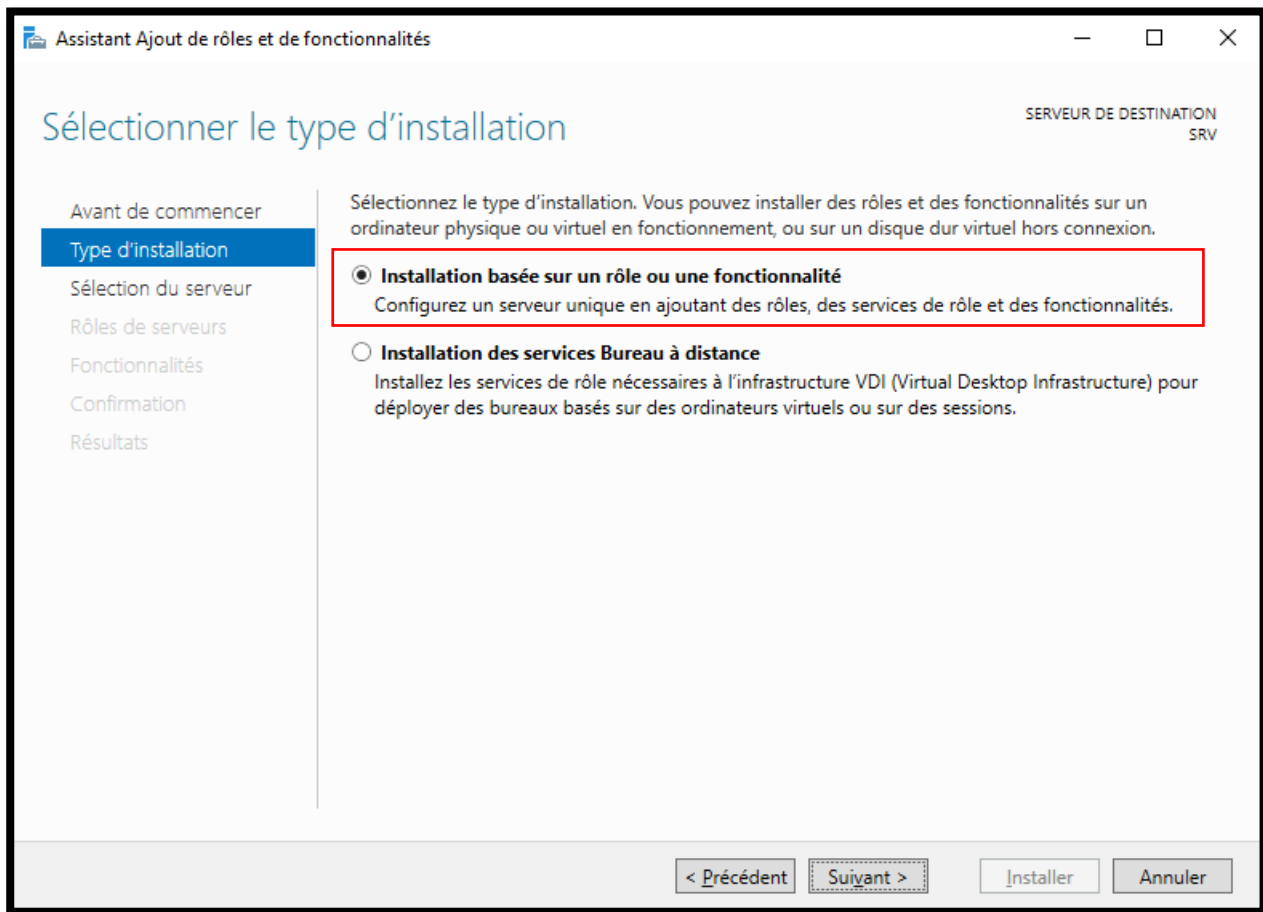 Assistant Ajout de rôles et de fonctionnalités
Sélectionner le type d’installation
SERVEUR DE DESTINATION
SRV
Avant de commencer
Type d’installation
Sélection du serveur
Rôles de serveurs
Fonctionnalités
Confirmation
Résultats
Sélectionnez le type d’installation. Vous pouvez installer des rôles et des fonctionnalités sur un
ordinateur physique ou virtuel en fonctionnement, ou sur un disque dur virtuel hors connexion.
Installation basée sur un rôle ou une fonctionnalité
Configurez un serveur unique en ajoutant des rôles, des services de rôle et des fonctionnalités.
Installation des services Bureau à distance
Installez les services de rôle nécessaires à l’infrastructure VDI (Virtual Desktop Infrastructure) pour
déployer des bureaux basés sur des ordinateurs virtuels ou sur des sessions.
< Précédent
Suivant >
Installer
Annuler